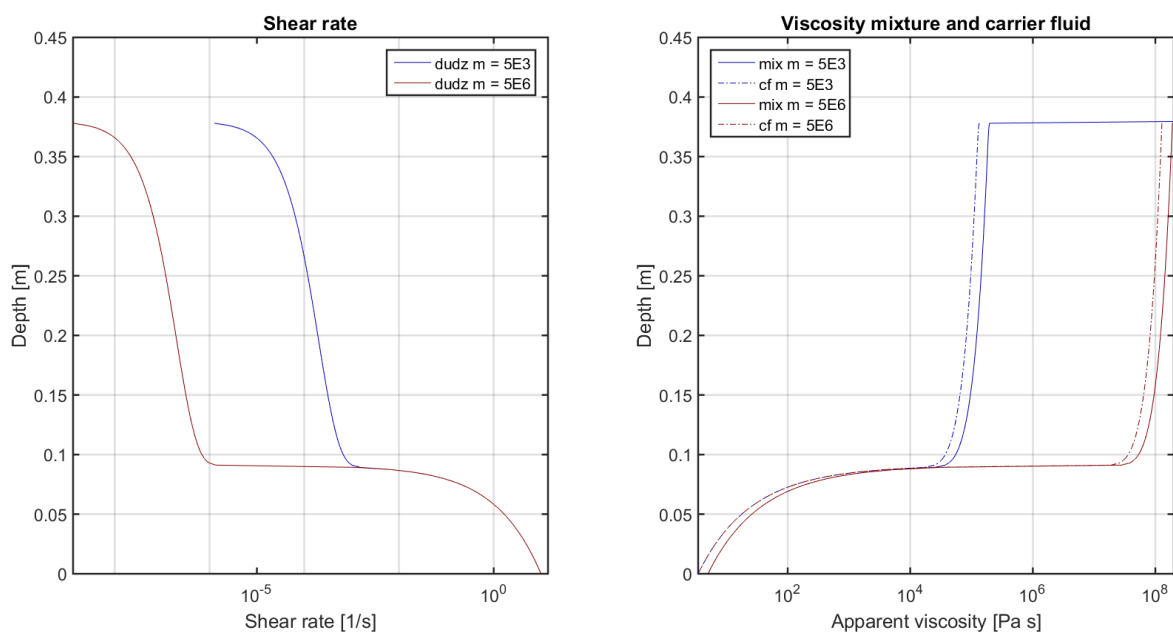 Shear rate
0.45
0.4
0.35
0.3
0.25
0.2
0.15
0.1
0.05
0
Depth [m]
dudz m = 5E3
dudz m = 5E6
10^-5
10^0
Shear rate [1/s]
Viscosity mixture and carrier fluid
0.45
0.4
0.35
0.3
0.25
0.2
0.15
0.1
0.05
0
Depth [m]
mix m = 5E3
cf m = 5E3
mix m = 5E6
cf m = 5E6
10^2
10^4
10^6
10^8
Apparent viscosity [Pa s]